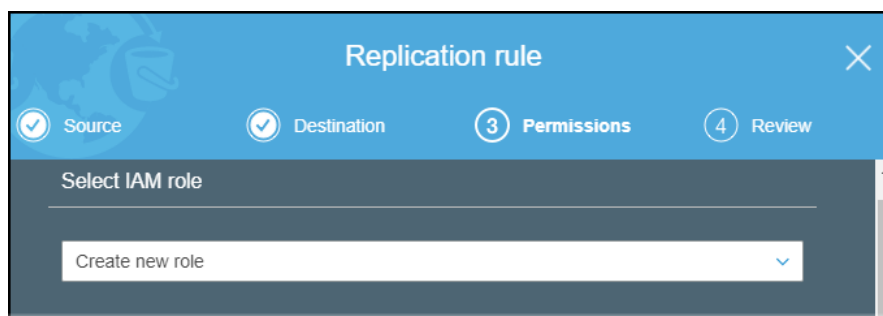 Replication rule
Source
Destination
3 Permissions
4 Review
Select IAM role
Create new role